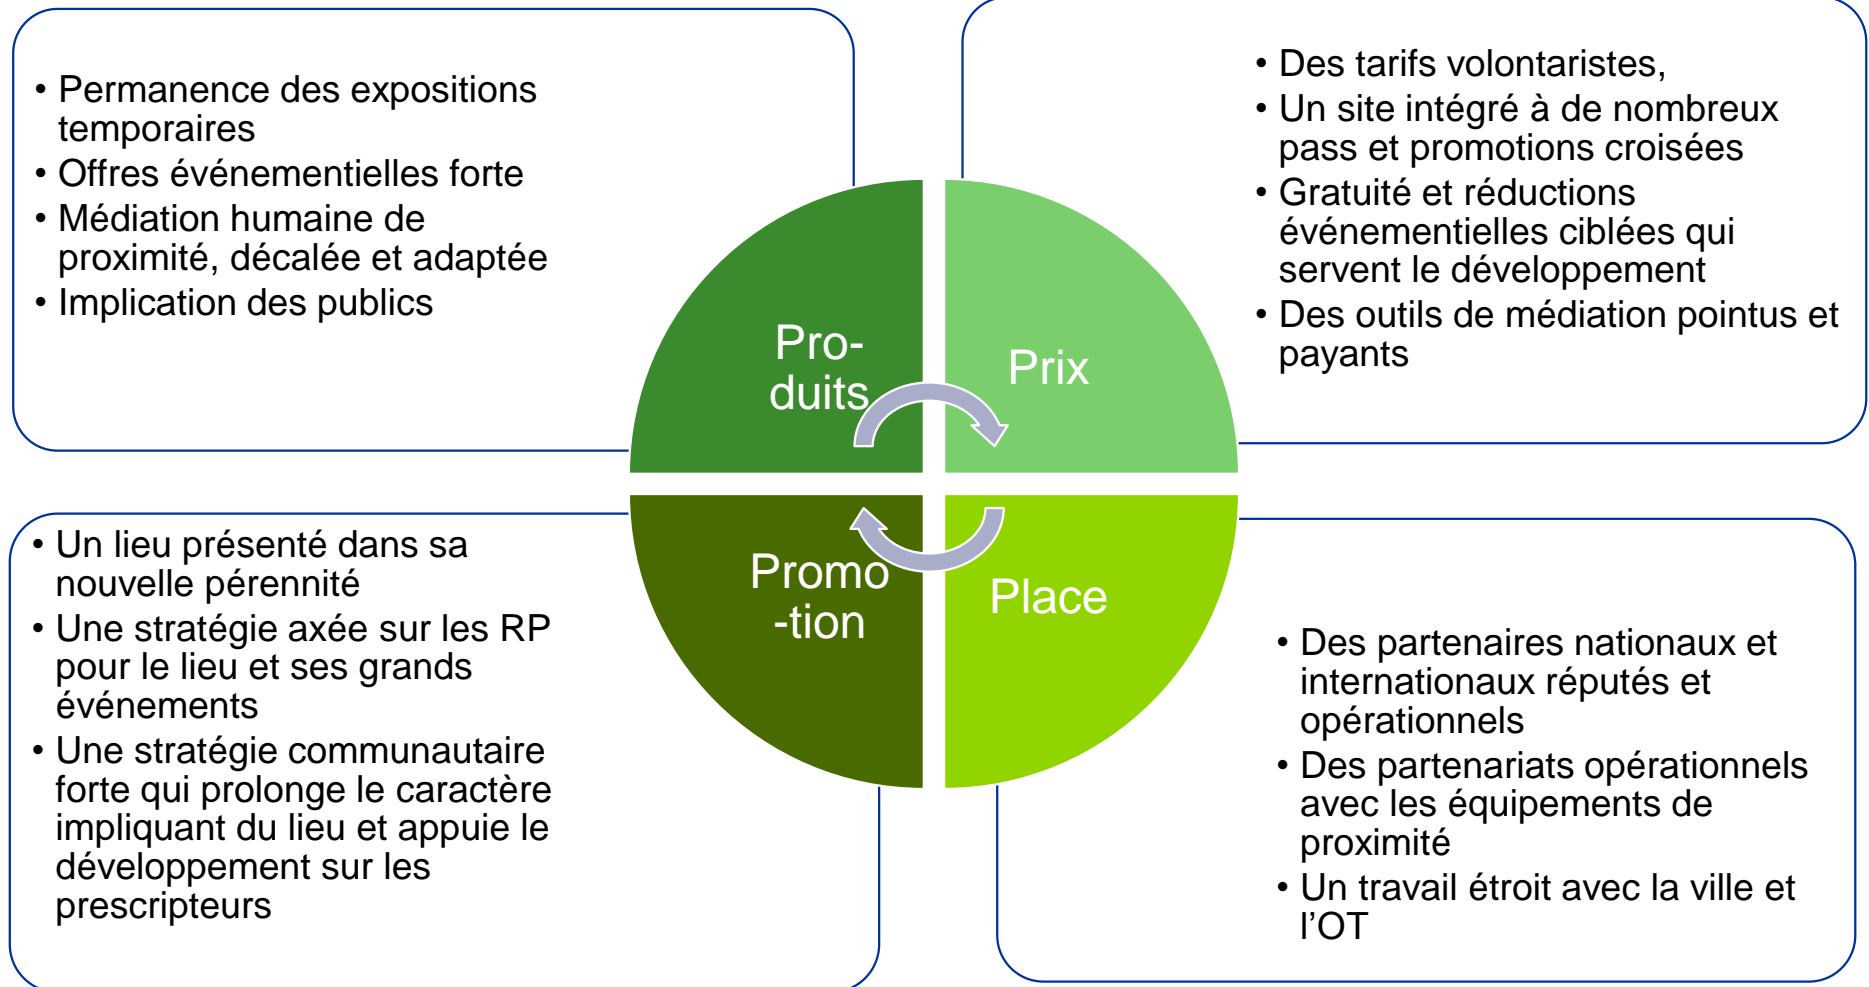 • Permanence des expositions
temporaires
• Offres événementielles forte
• Médiation humaine de
proximité, décalée et adaptée
• Implication des publics
• Des tarifs volontaristes,
• Un site intégré à de nombreux
pass et promotions croisées
• Gratuité et réductions
événementielles ciblées qui
servent le développement
• Des outils de médiation pointus et
payants
Pro-
duits
Prix
Promo
-tion
Place
• Un lieu présenté dans sa
nouvelle pérennité
• Une stratégie axée sur les RP
pour le lieu et ses grands
événements
• Une stratégie communautaire
forte qui prolonge le caractère
impliquant du lieu et appuie le
développement sur les
prescripteurs
• Des partenaires nationaux et
internationaux réputés et
opérationnels
• Des partenariats opérationnels
avec les équipements de
proximité
• Un travail étroit avec la ville et
l’OT